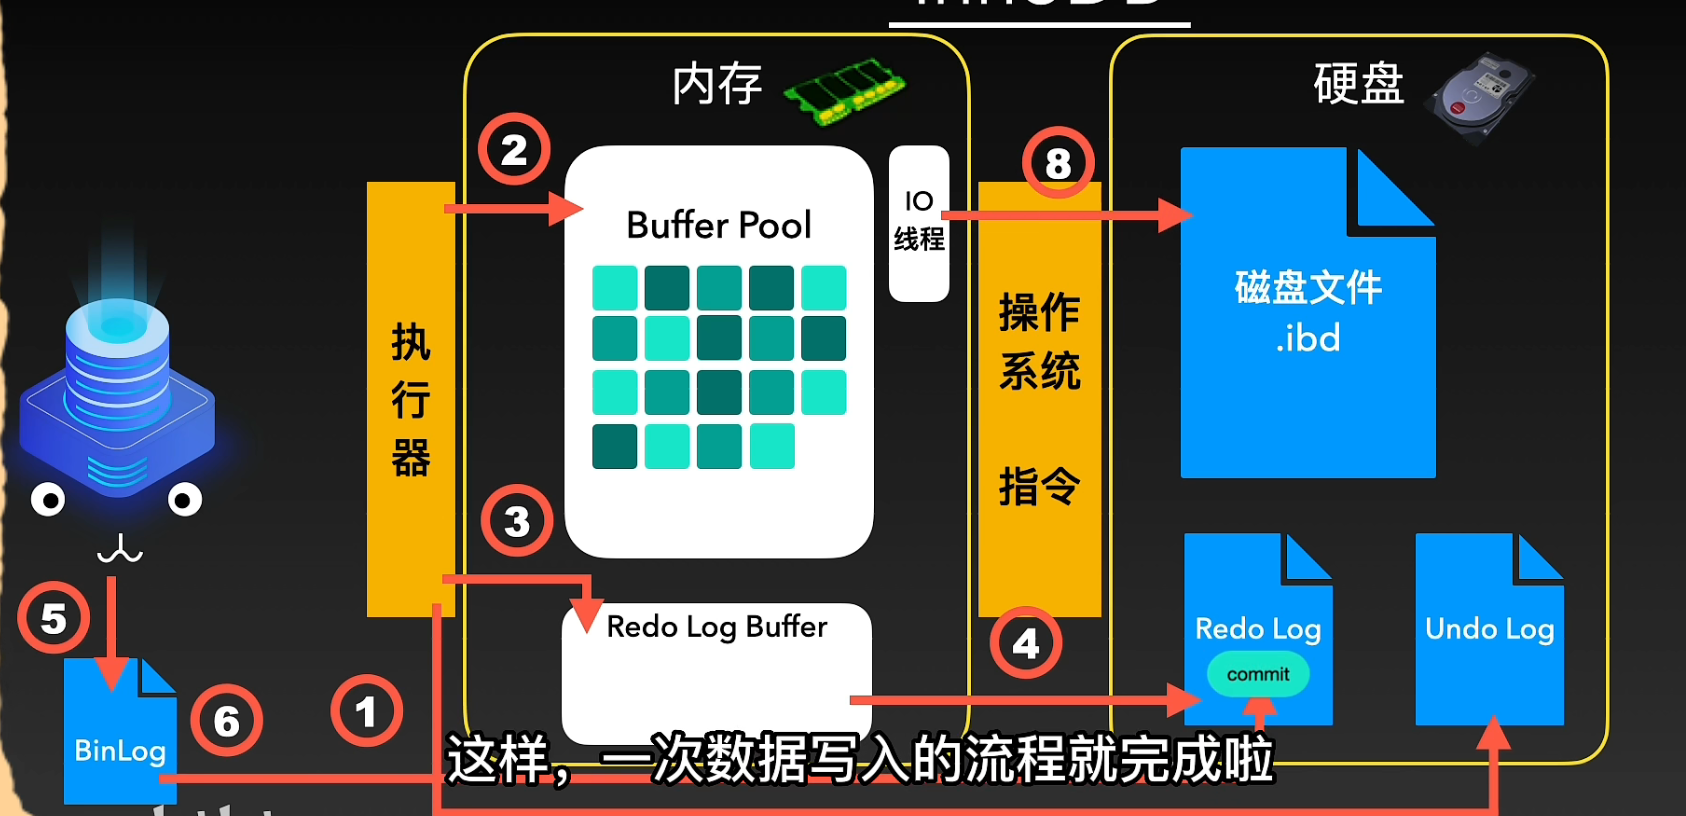 内存
硬盘
2
8
IO
线程
Buffer Pool
磁盘文件
.ibd
执
行
器
操作
系统
指令
3
5
4
Redo Log Buffer
Redo Log
commit
Undo Log
6
1
BinLog
这样，一次数据写入的流程就完成啦